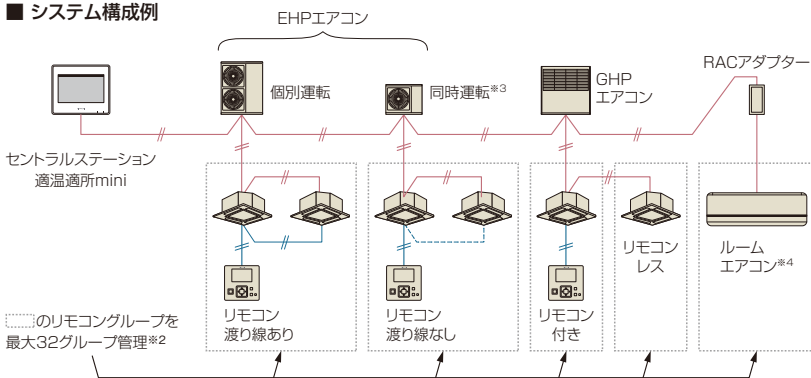 ■ システム構成例
EHPエアコン
RACアダプター
個別運転
同時運転※3
GHP
エアコン
セントラルステーション
適温適所mini
リモコン
渡り線あり
リモコン
渡り線なし
リモコン
付き
リモコン
レス
ルーム
エアコン※4
のリモコングループを
最大32グループ管理※2